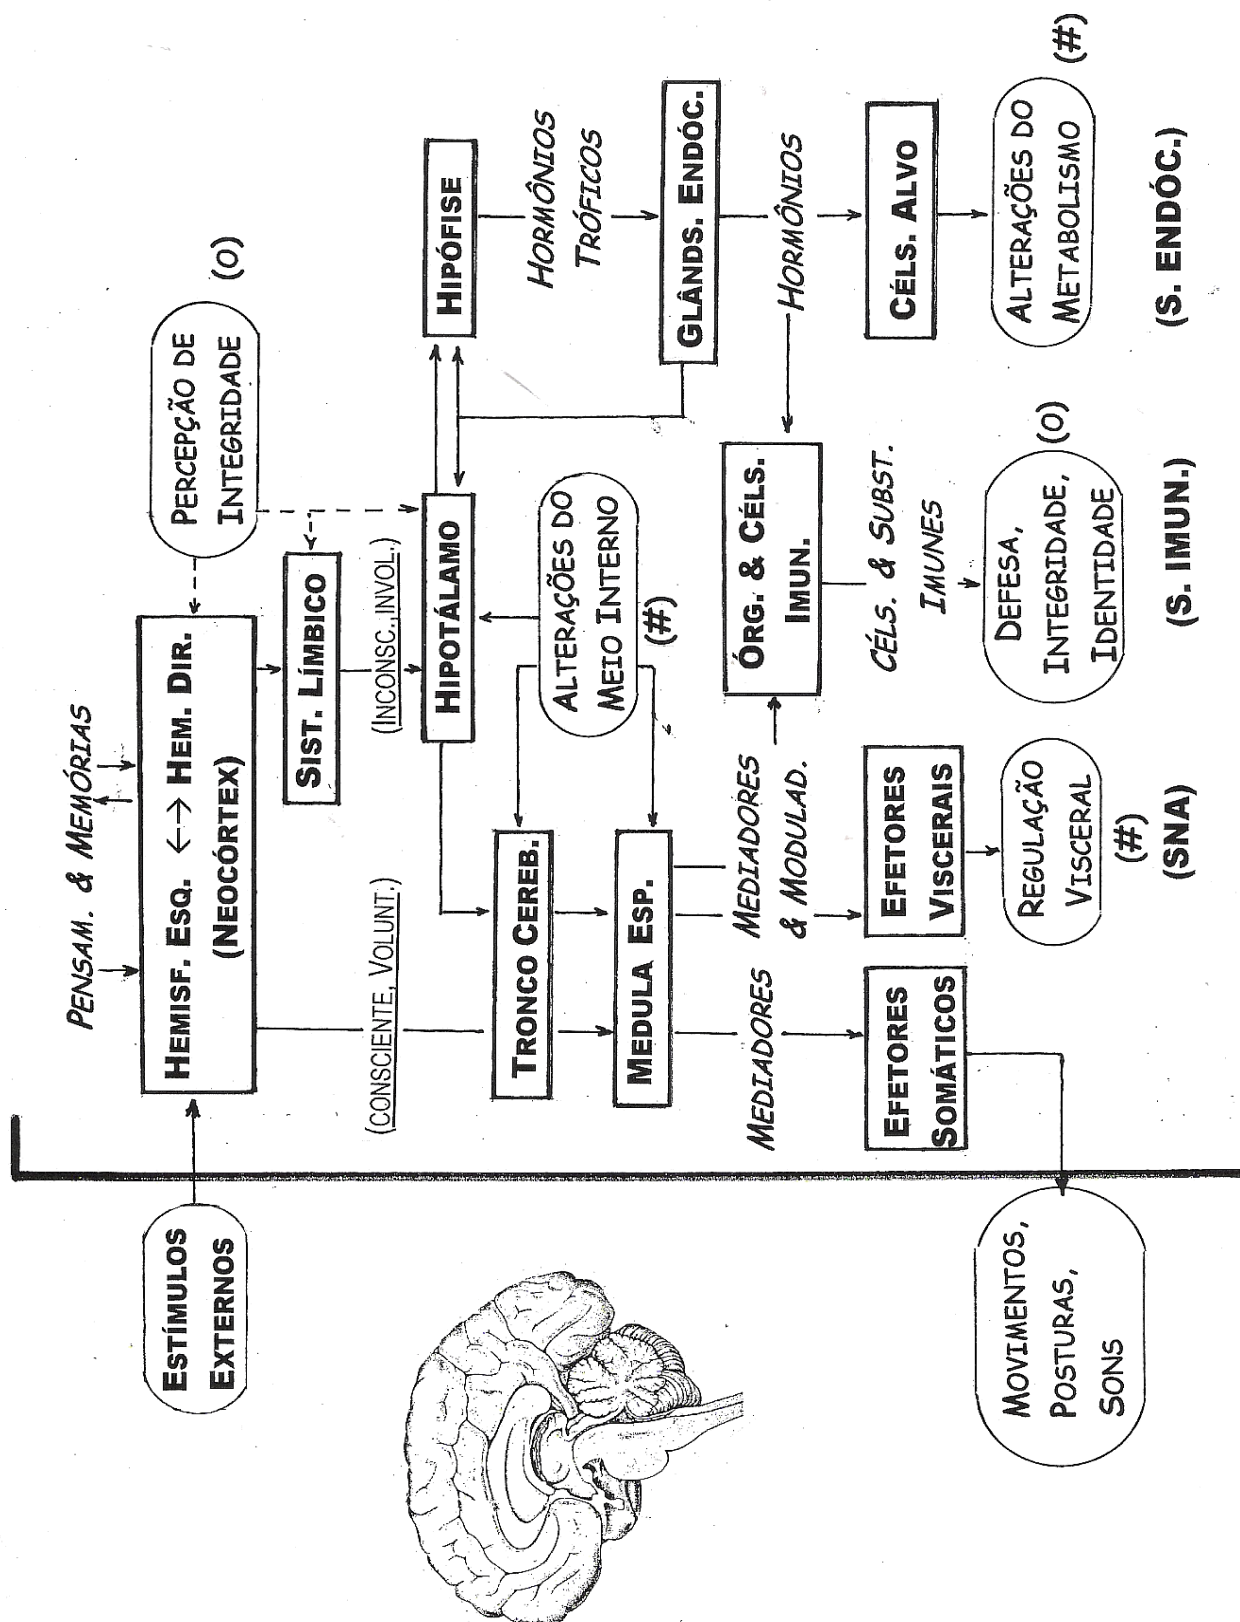 PENSAM. & MEMÓRIAS
ESTÍMULOS
EXTERNOS
HEMISF. ESQ. ↔ HEM. DIR.
(NEOCÓRTEX)
PERCEPÇÃO DE
INTEGRIDADE
(O)
SIST. LÍMBICO
(CONSCIENTE, VOLUNT.)
(INCONSC., INVOL.)
HIPOTÁLAMO
HIPÓFISE
TRONCO CEREB.
ALTERAÇÕES DO
MEIO INTERNO
(#)
HORMÔNIOS
TRÓFICOS
MEDULA ESP.
GLÂNDS. ENDÓC.
MEDIADORES
MEDIADORES
& MODULAD.
ÓRG. & CÉLS.
IMUN.
HORMÔNIOS
EFETORES
SOMÁTICOS
EFETORES
VISCERAIS
CÉLS. & SUBST.
IMUNES
CÉLS. ALVO
MOVIMENTOS,
POSTURAS,
SONS
REGULAÇÃO
VISCERAL
(#)
DEFESA,
INTEGRIDADE,
IDENTIDADE
(O)
ALTERAÇÕES DO
METABOLISMO
(#)
(SNA)
(S. IMUN.)
(S. ENDÓC.)